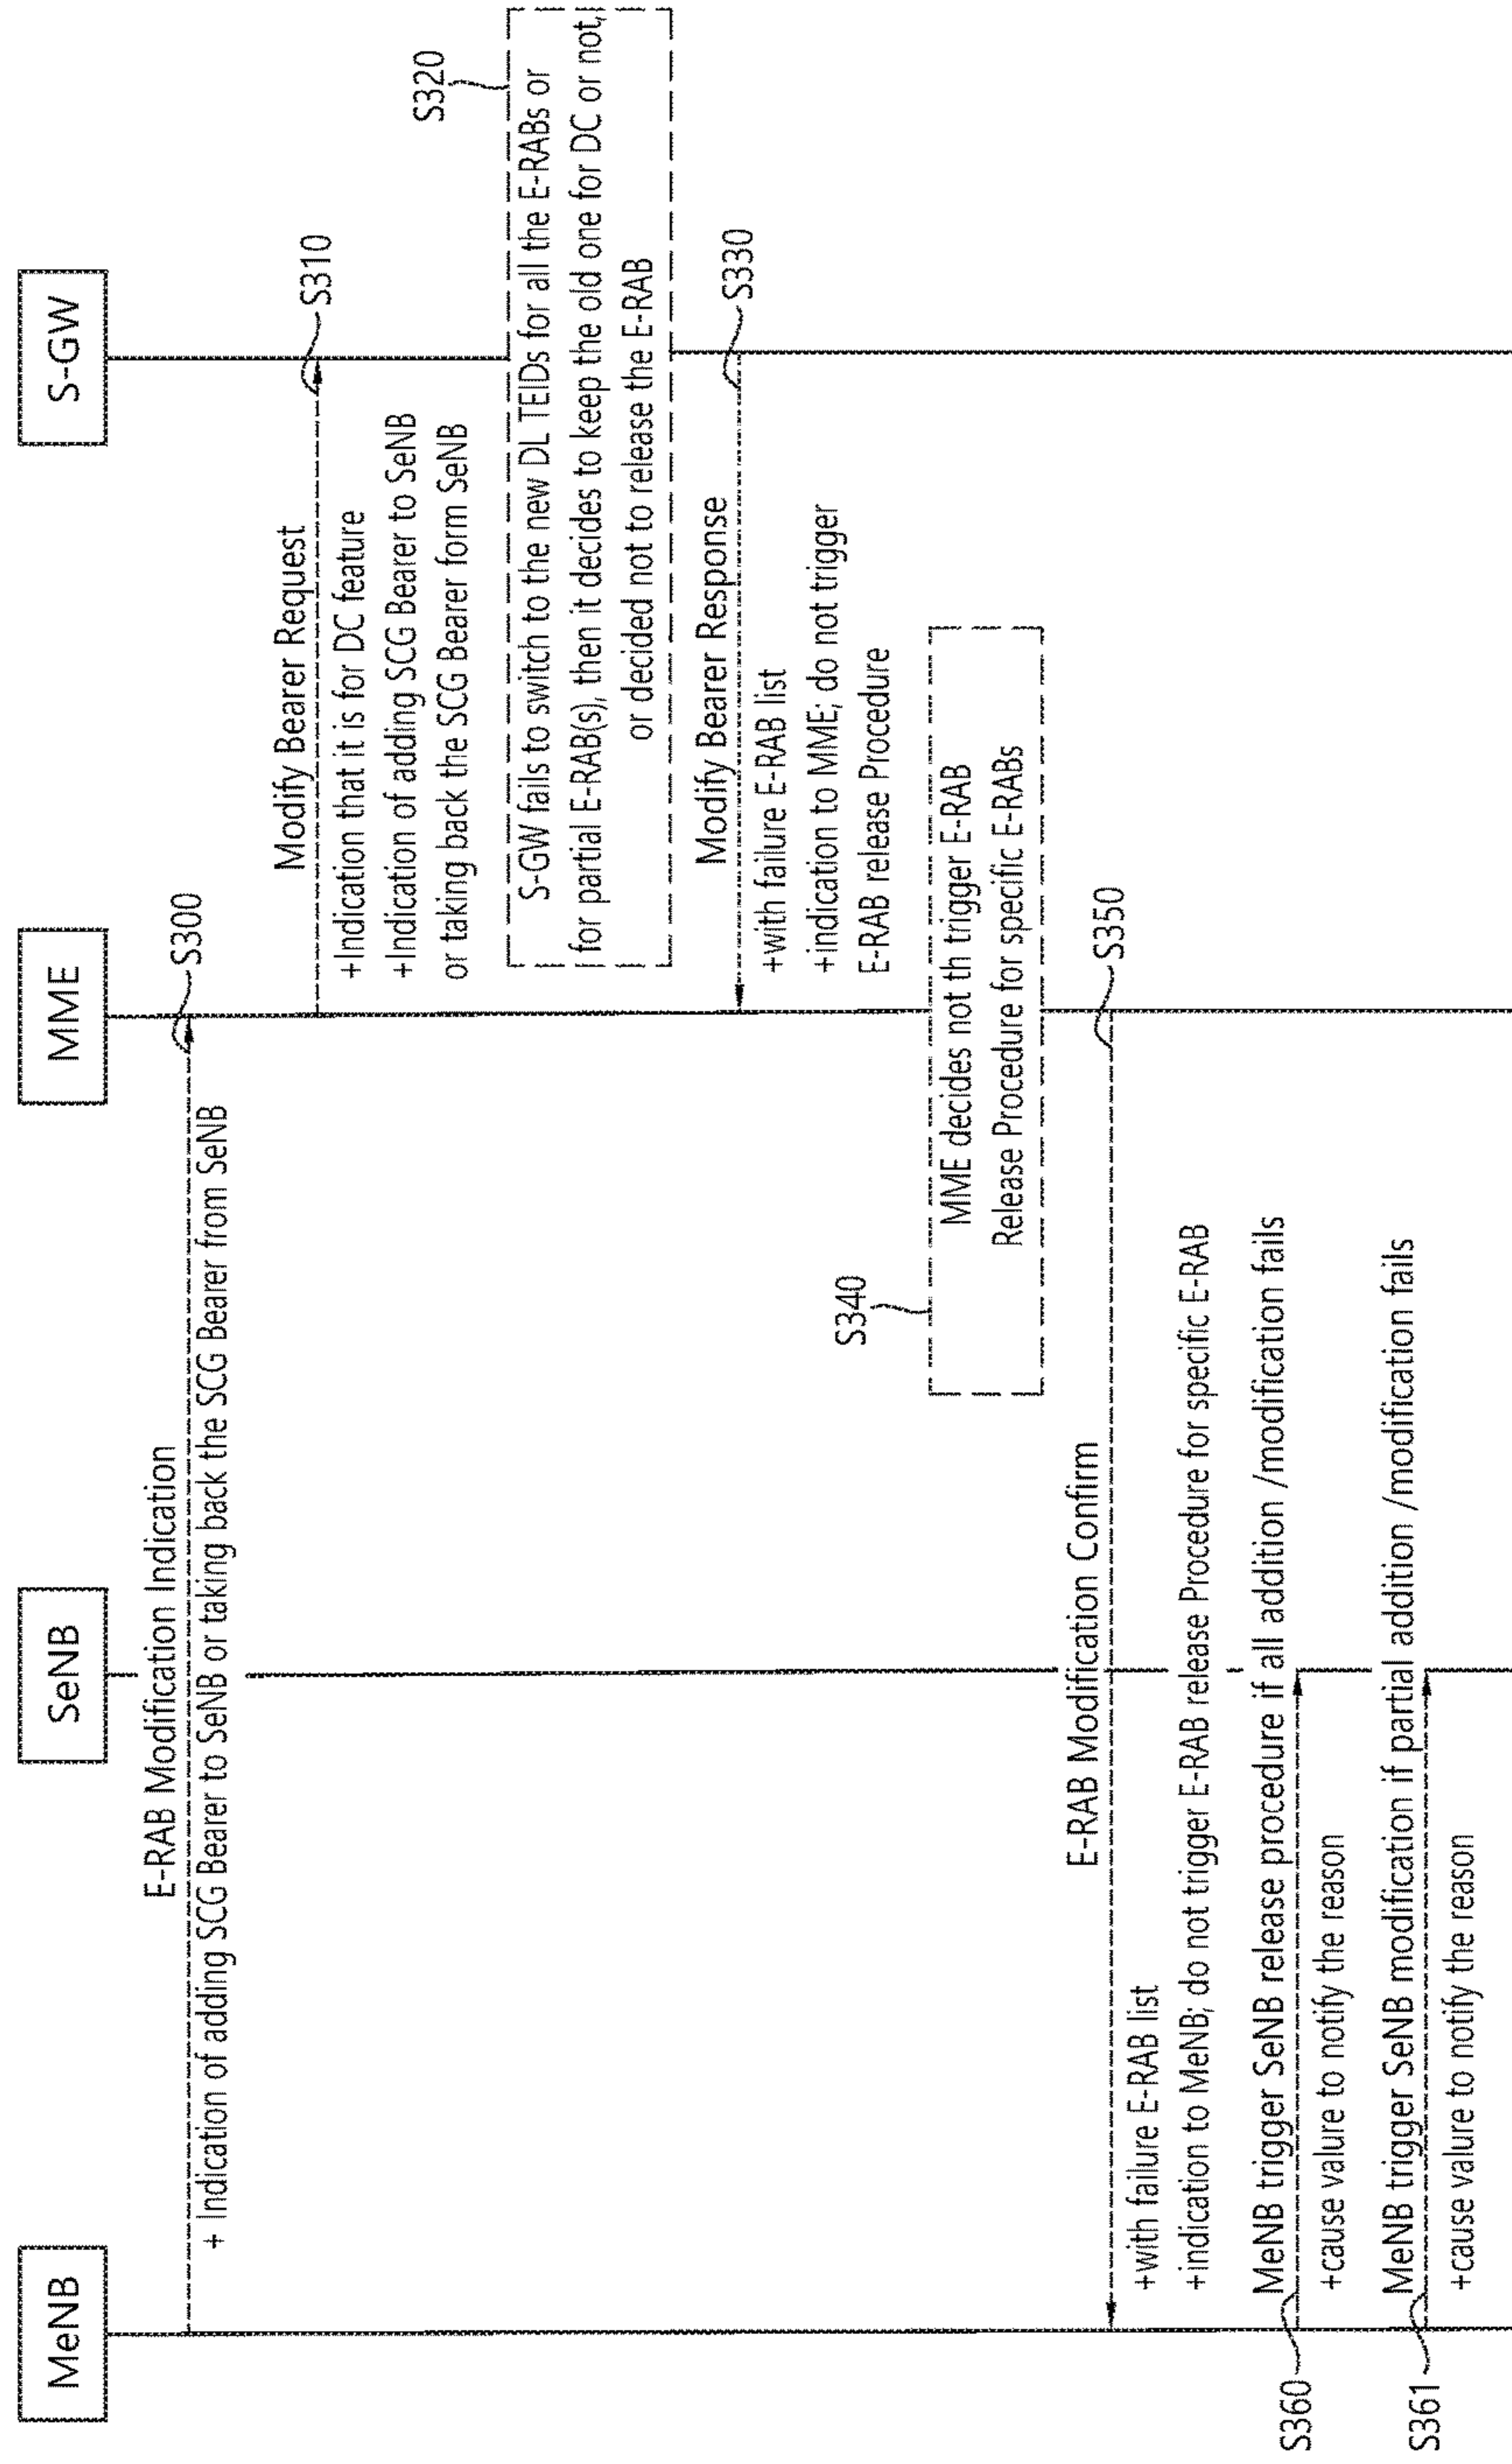 MeNB
SeNB
MME
S-GW
E-RAB Modification Indication
S300
+ Indication of adding SCG Bearer to SeNB or taking back the SCG Bearer from SeNB
Modify Bearer Request
S310
+Indication that it is for DC feature
+Indication of adding SCG Bearer to SeNB
or taking back the SCG Bearer form SeNB
S320
S-GW fails to switch to the new DL TEIDs for all the E-RABs or
for partial E-RAB(s), then it decides to keep the old one for DC or not,
or decided not to release the E-RAB
Modify Bearer Response
S330
+with failure E-RAB list
+indication to MME; do not trigger
E-RAB release Procedure
S340
MME decides not th trigger E-RAB
Release Procedure for specific E-RABs
E-RAB Modification Confirm
S350
+with failure E-RAB list
+indication to MeNB; do not trigger E-RAB release Procedure for specific E-RAB
MeNB trigger SeNB release procedure if all addition /modification fails
S360
+cause valure to notify the reason
MeNB trigger SeNB modification if partial addition /modification fails
S361
+cause valure to notify the reason